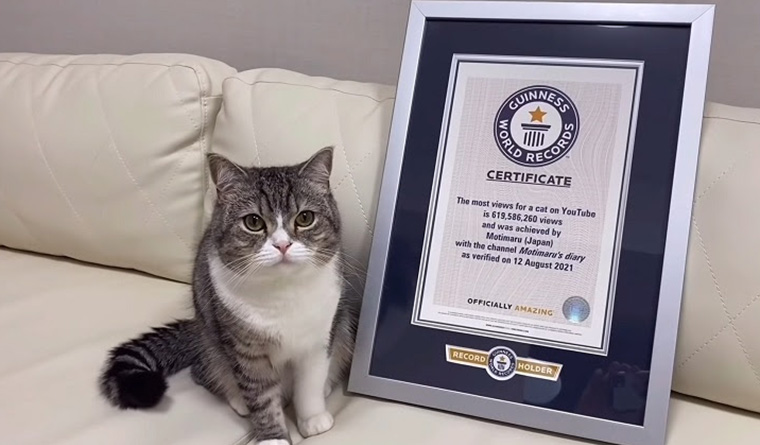 GUINNESS
WORLD RECORDS
CERTIFICATE
The most views for a cat on YouTube
is 619,586,260 views
and was achieved by
Motimaru (Japan)
with the channel Motimaru's diary
as verified on 12 August 2021
OFFICIALLY AMAZING
RECORD HOLDER